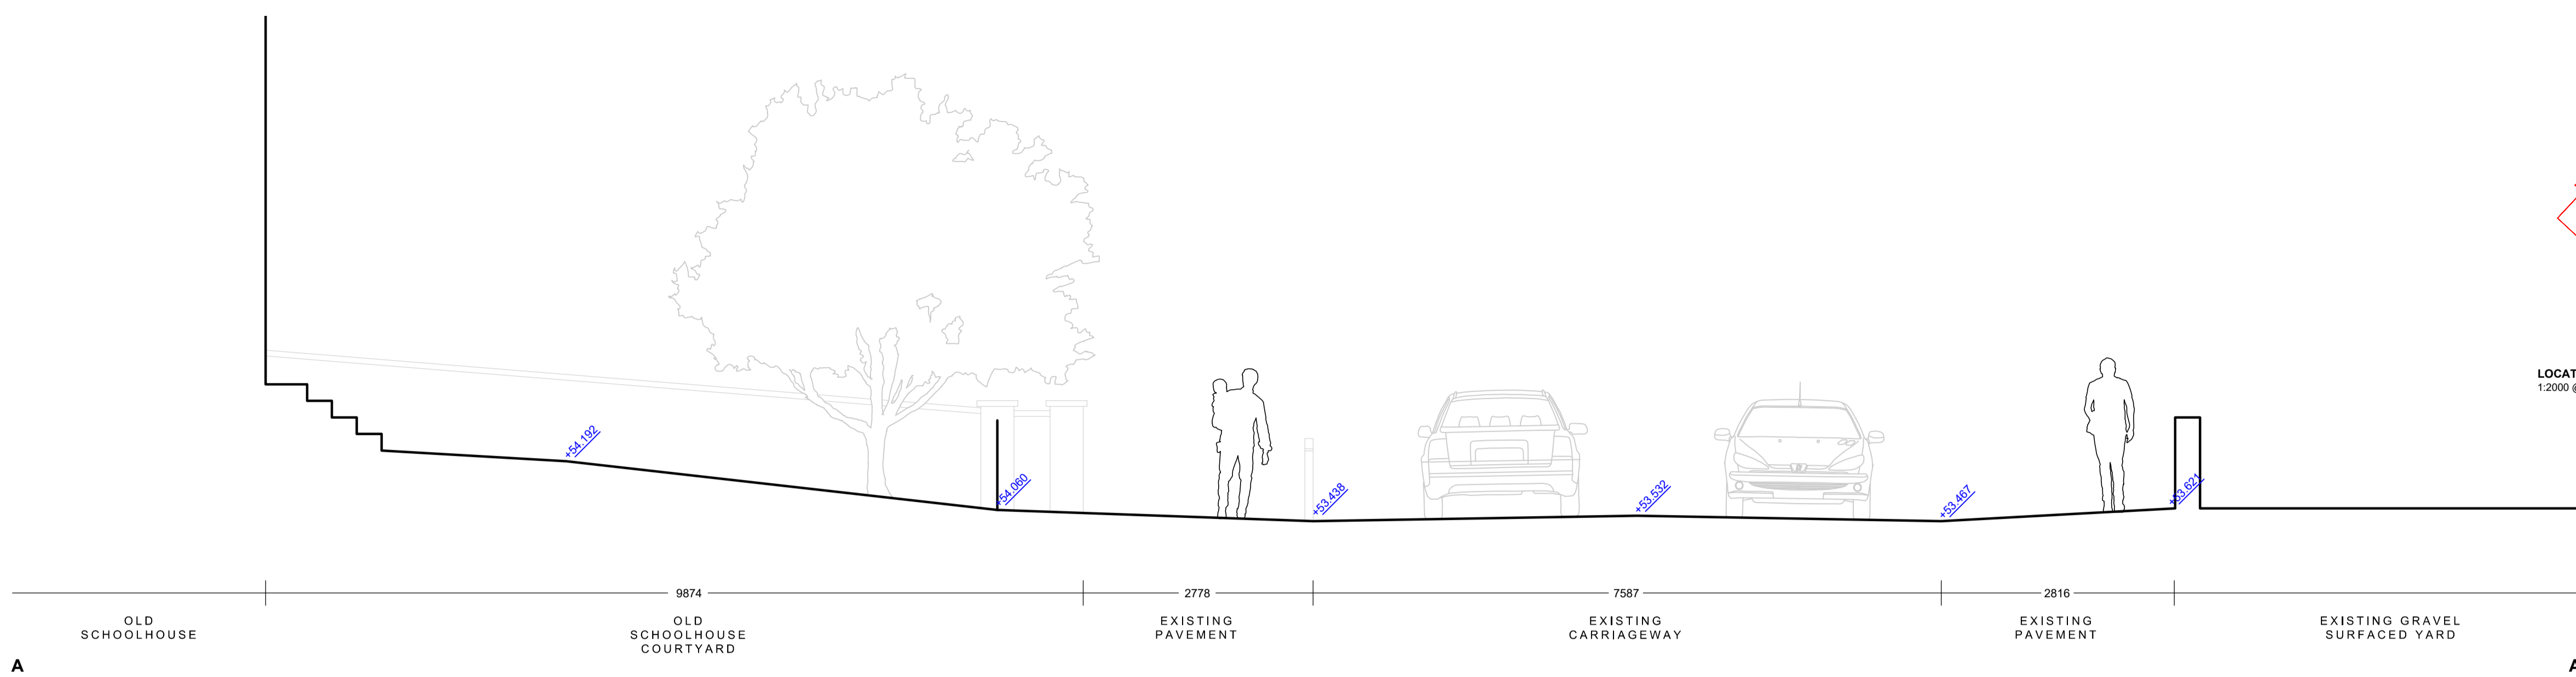 +54.192
+54.060
+53.438
+53.532
+53.467
+53.621
LOCAT
1:2000 @
9874
2778
7587
2816
OLD
SCHOOLHOUSE
OLD
SCHOOLHOUSE
COURTYARD
EXISTING
PAVEMENT
EXISTING
CARRIAGEWAY
EXISTING
PAVEMENT
EXISTING GRAVEL
SURFACED YARD
A
A